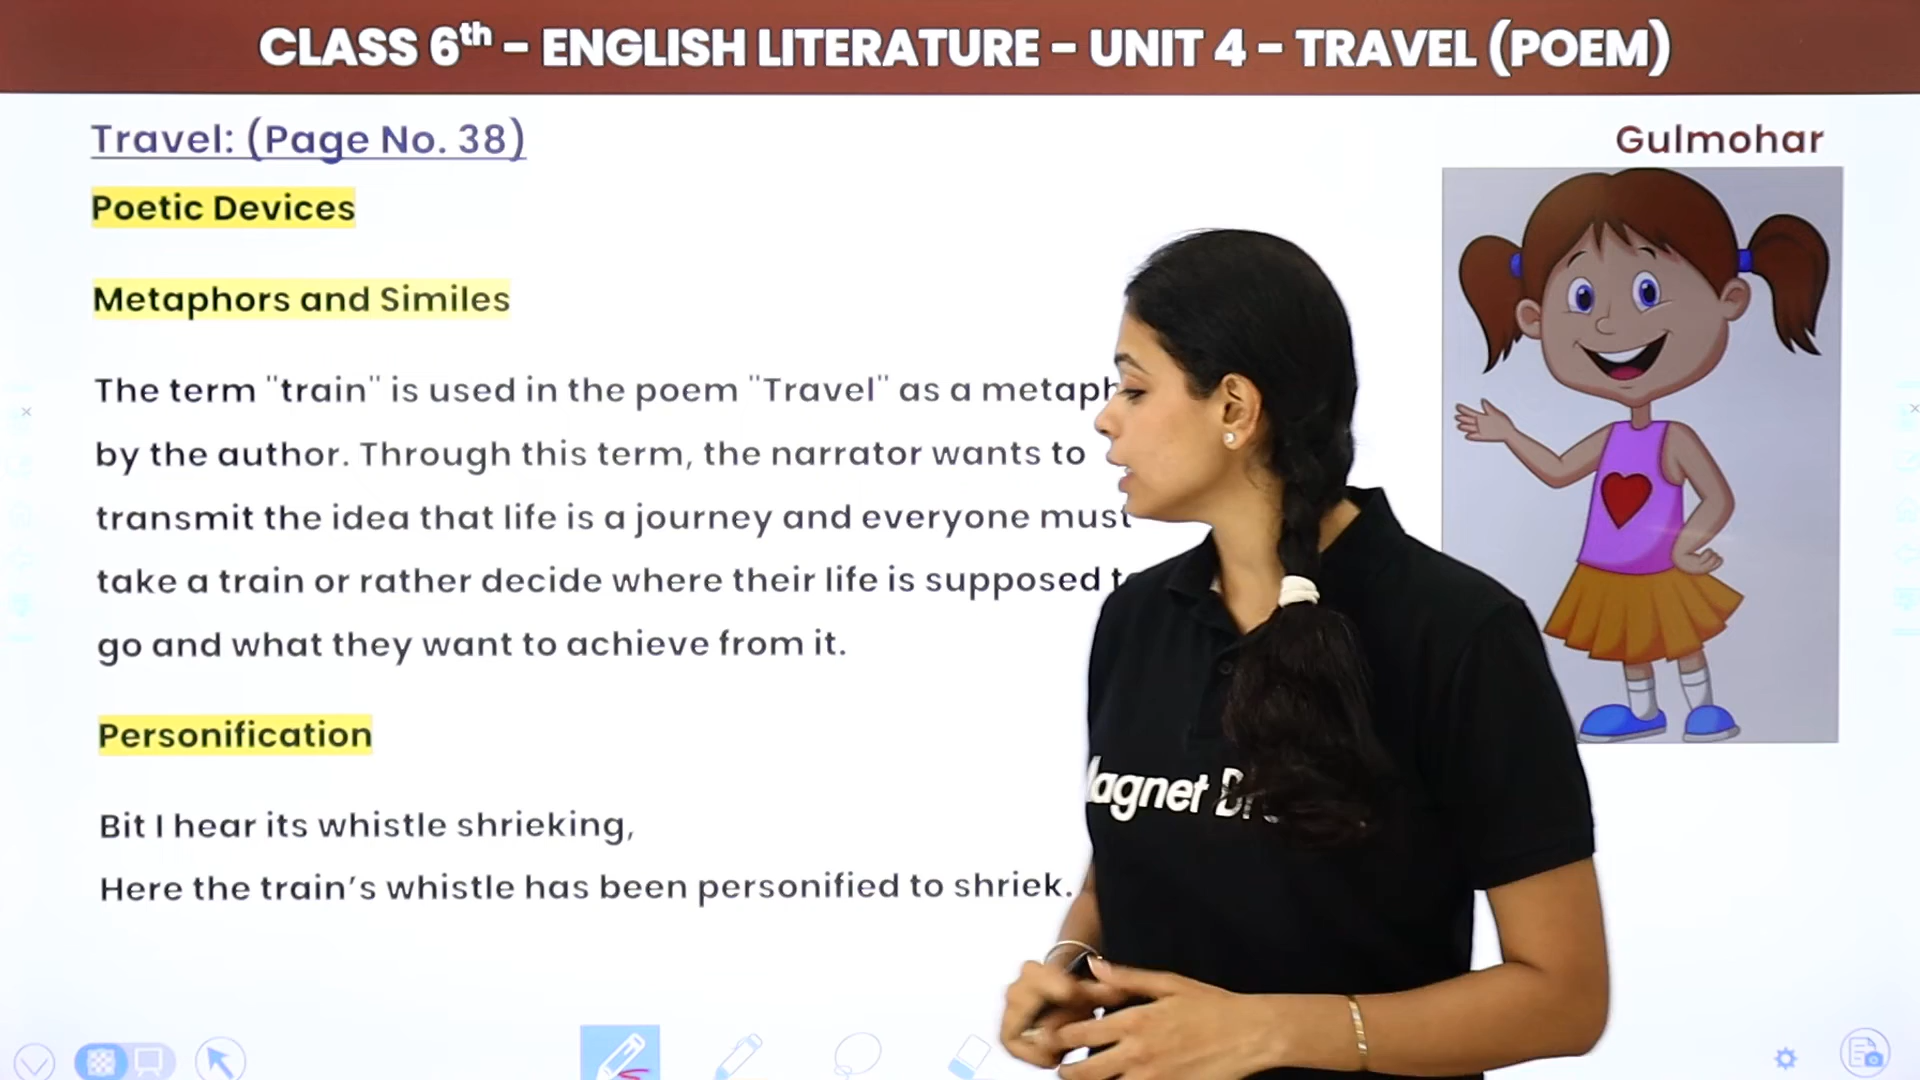 CLASS 6th – ENGLISH LITERATURE – UNIT 4 – TRAVEL (POEM)
Travel: (Page No. 38)
Gulmohar
Poetic Devices
Metaphors and Similes
The term "train" is used in the poem "Travel" as a
by the author. Through this term, the narrator wants to
transmit the idea that life is a journey and everyone must
take a train or rather decide where their life is supposed
go and what they want to achieve from it.
Personification
Bit I hear its whistle shrieking,
Here the train's whistle has been personified to shriek.